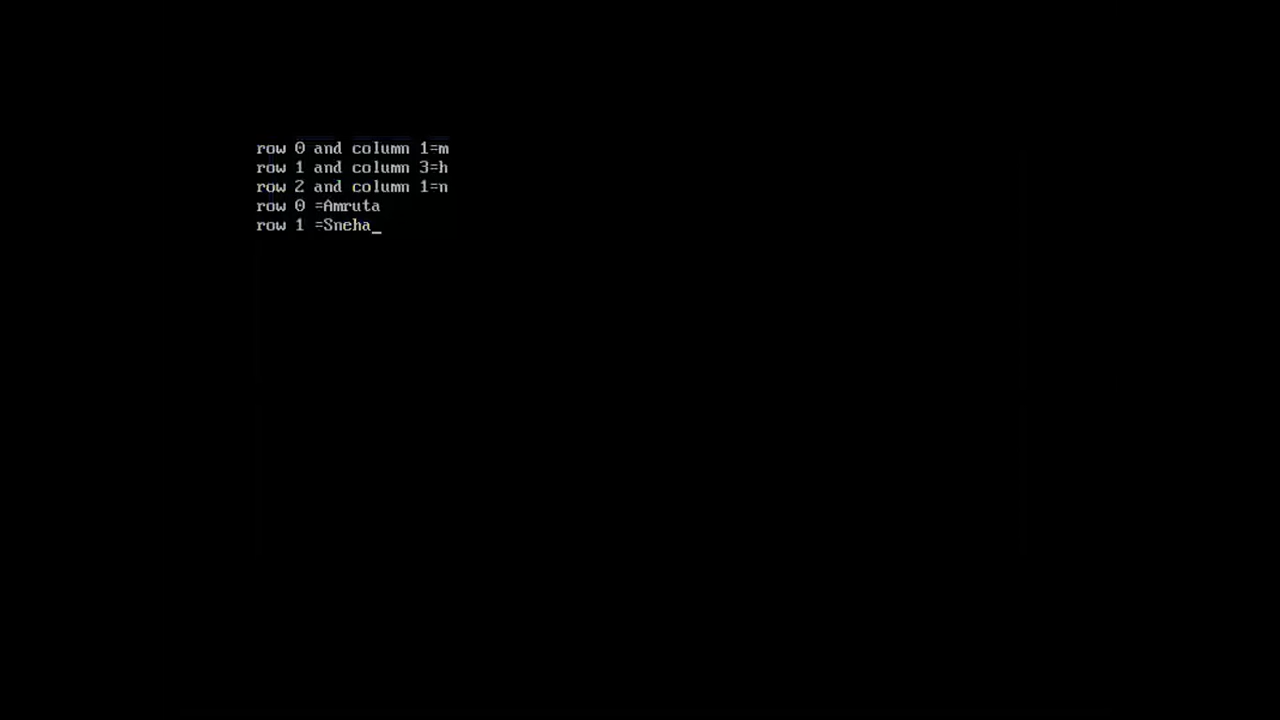 row 0 and column 1=m
row 1 and column 3=h
row 2 and column 1=n
row 0 =Amruta
row 1 =Sneha_